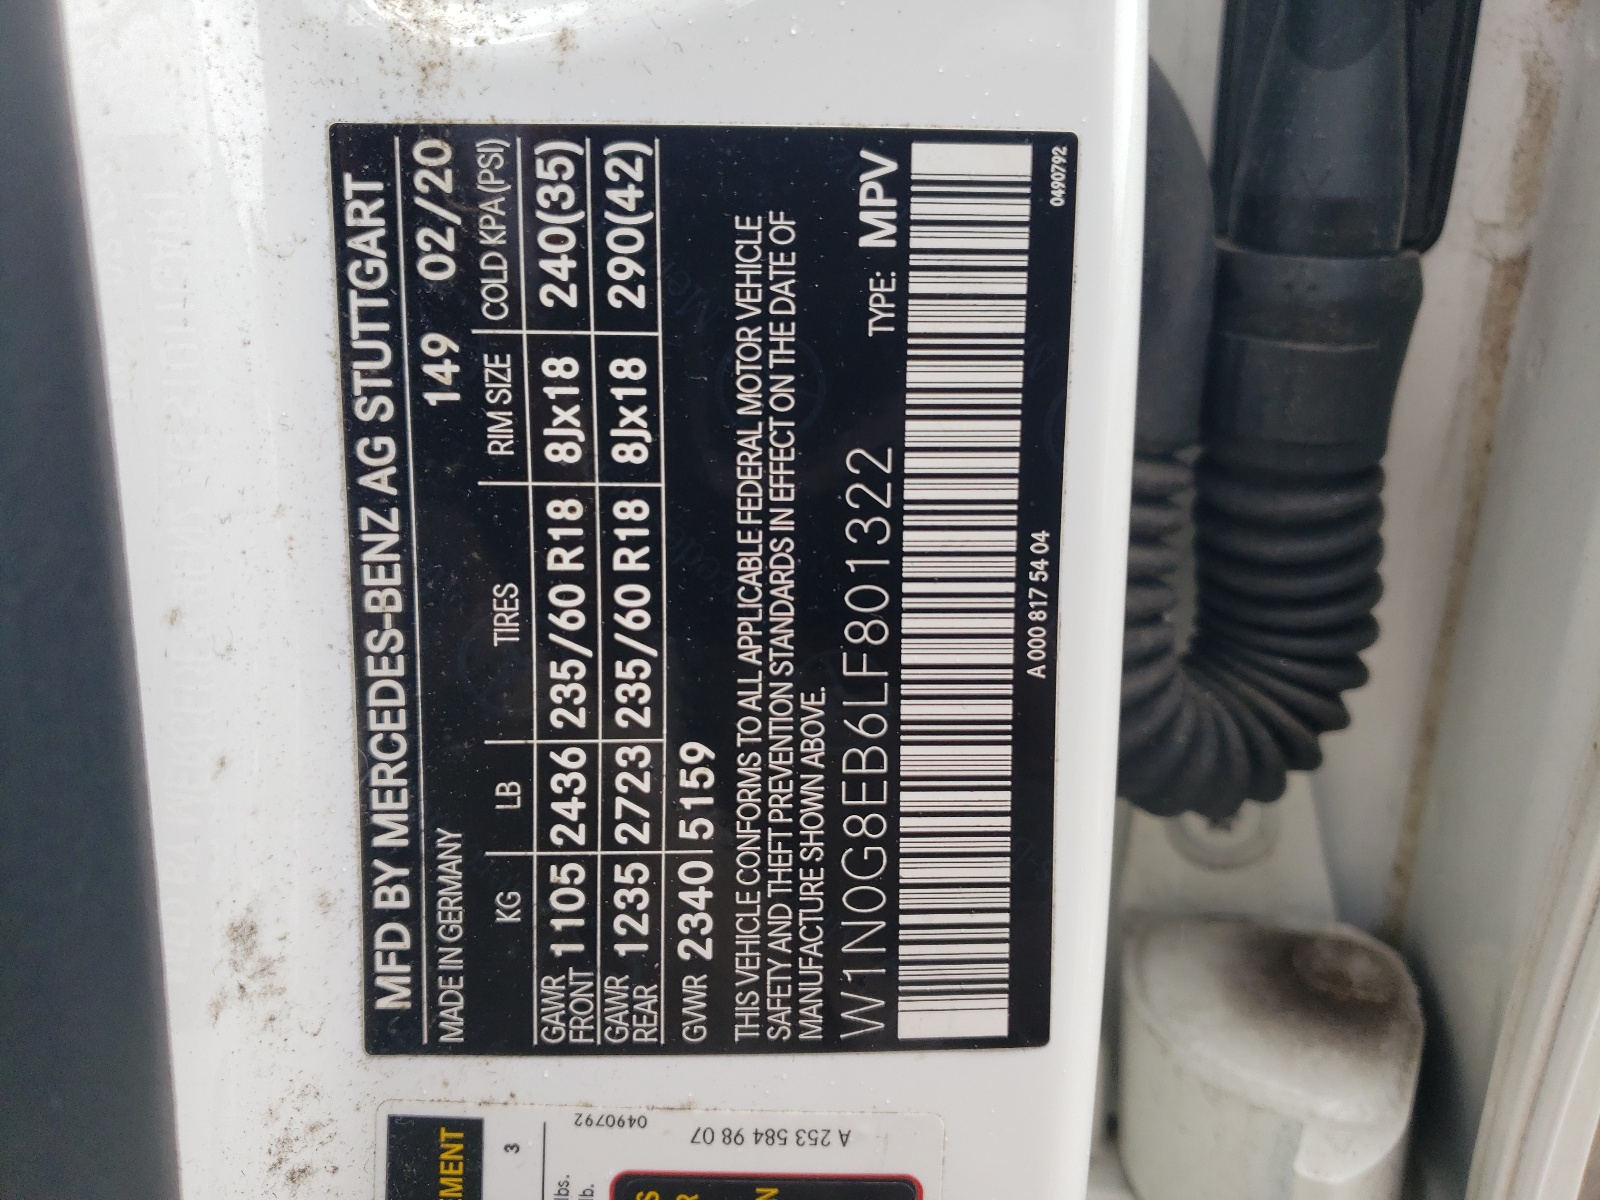 MFD BY MERCEDES-BENZ AG STUTTGART
MADE IN GERMANY 149 02/20
KG LB TIRES RIM SIZE COLD KPA(PSI)
GAWR FRONT 1105 2436 235/60 R18 8Jx18 240(35)
GAWR REAR 1235 2723 235/60 R18 8Jx18 290(42)
GVWR 2340 5159
THIS VEHICLE CONFORMS TO ALL APPLICABLE FEDERAL MOTOR VEHICLE
SAFETY AND THEFT PREVENTION STANDARDS IN EFFECT ON THE DATE OF
MANUFACTURE SHOWN ABOVE.
W1N0G8EB6LF801322 TYPE: MPV
A 000 817 54 04 0490792
0490792
A 253 584 98 07
3
lbs.
lb.